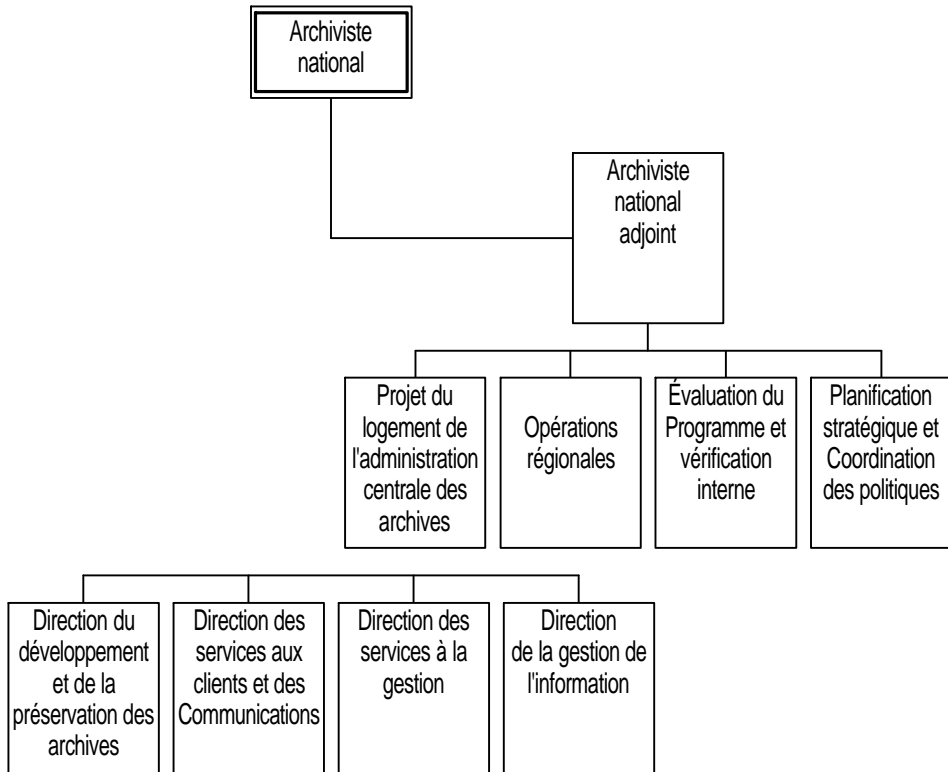 Archiviste
national
Archiviste
national
adjoint
Projet du
logement de
l'administration
centrale des
archives
Opérations
régionales
Évaluation du
Programme et
vérification
interne
Planification
stratégique et
Coordination
des politiques
Direction du
développement
et de la
préservation des
archives
Direction des
services aux
clients et des
Communications
Direction des
services à la
gestion
Direction
de la gestion de
l'information